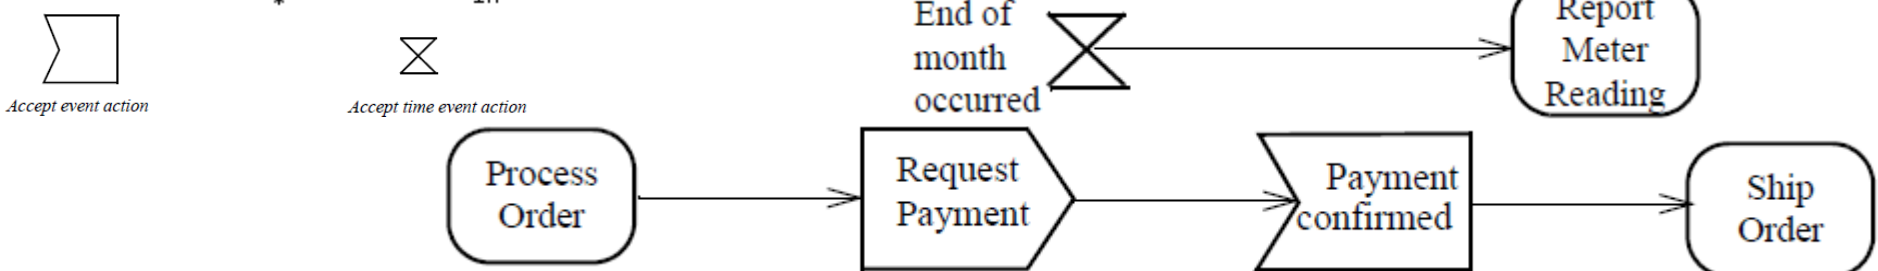 Accept event action
Accept time event action
End of
month
occurred
Report
Meter
Reading
Process
Order
Request
Payment
Payment
confirmed
Ship
Order